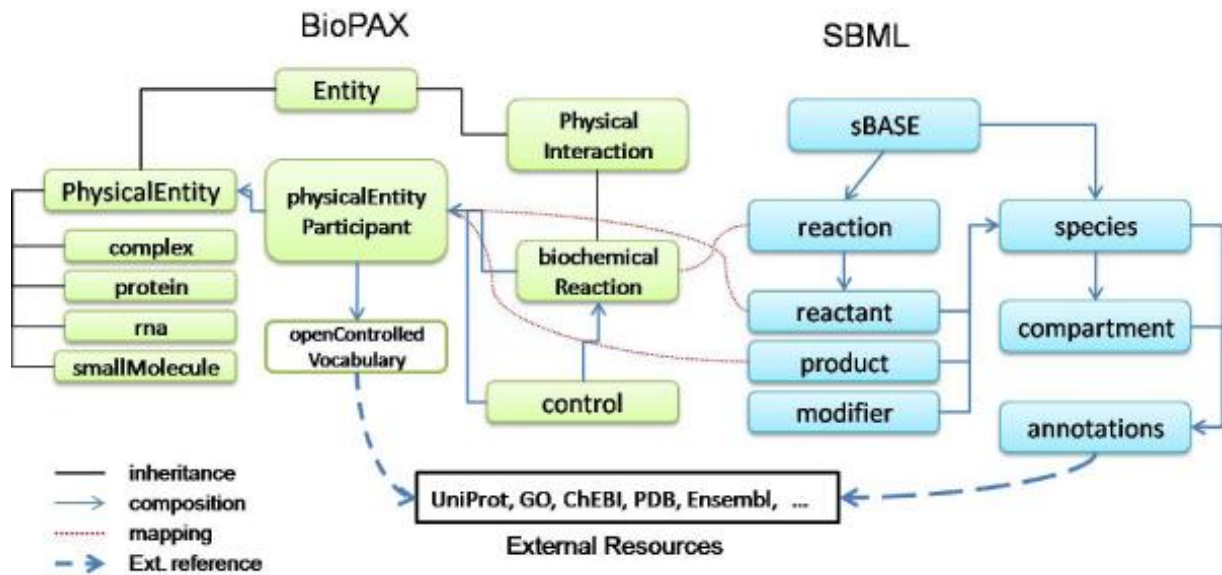 BioPAX
SBML
Entity
Physical
Interaction
sBASE
PhysicalEntity
physicalEntity
Participant
reaction
species
complex
biochemical
Reaction
protein
reactant
compartment
rna
openControlled
Vocabulary
product
smallMolecule
control
modifier
annotations
inheritance
composition
mapping
Ext. reference
UniProt, GO, ChEBI, PDB, Ensembl, ...
External Resources